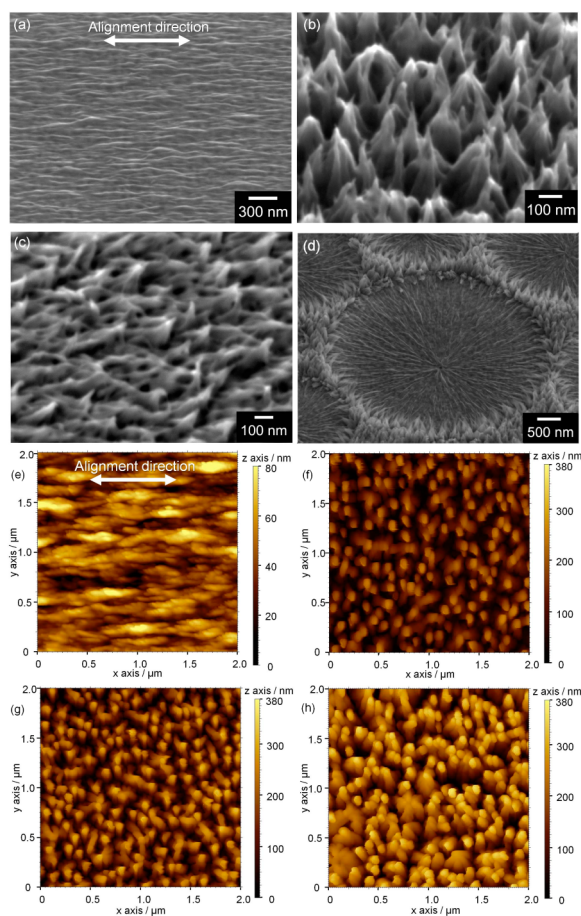 (a)
Alignment direction
300 nm
(b)
100 nm
(c)
100 nm
(d)
500 nm
(e)
Alignment direction
z axis / nm
80
60
40
20
0
2.0
1.5
1.0
0.5
0
y axis / µm
0 0.5 1.0 1.5 2.0
x axis / µm
(f)
z axis / nm
380
300
200
100
0
2.0
1.5
1.0
0.5
0
y axis / µm
0 0.5 1.0 1.5 2.0
x axis / µm
(g)
z axis / nm
380
300
200
100
0
2.0
1.5
1.0
0.5
0
y axis / µm
0 0.5 1.0 1.5 2.0
x axis / µm
(h)
z axis / nm
380
300
200
100
0
2.0
1.5
1.0
0.5
0
y axis / µm
0 0.5 1.0 1.5 2.0
x axis / µm